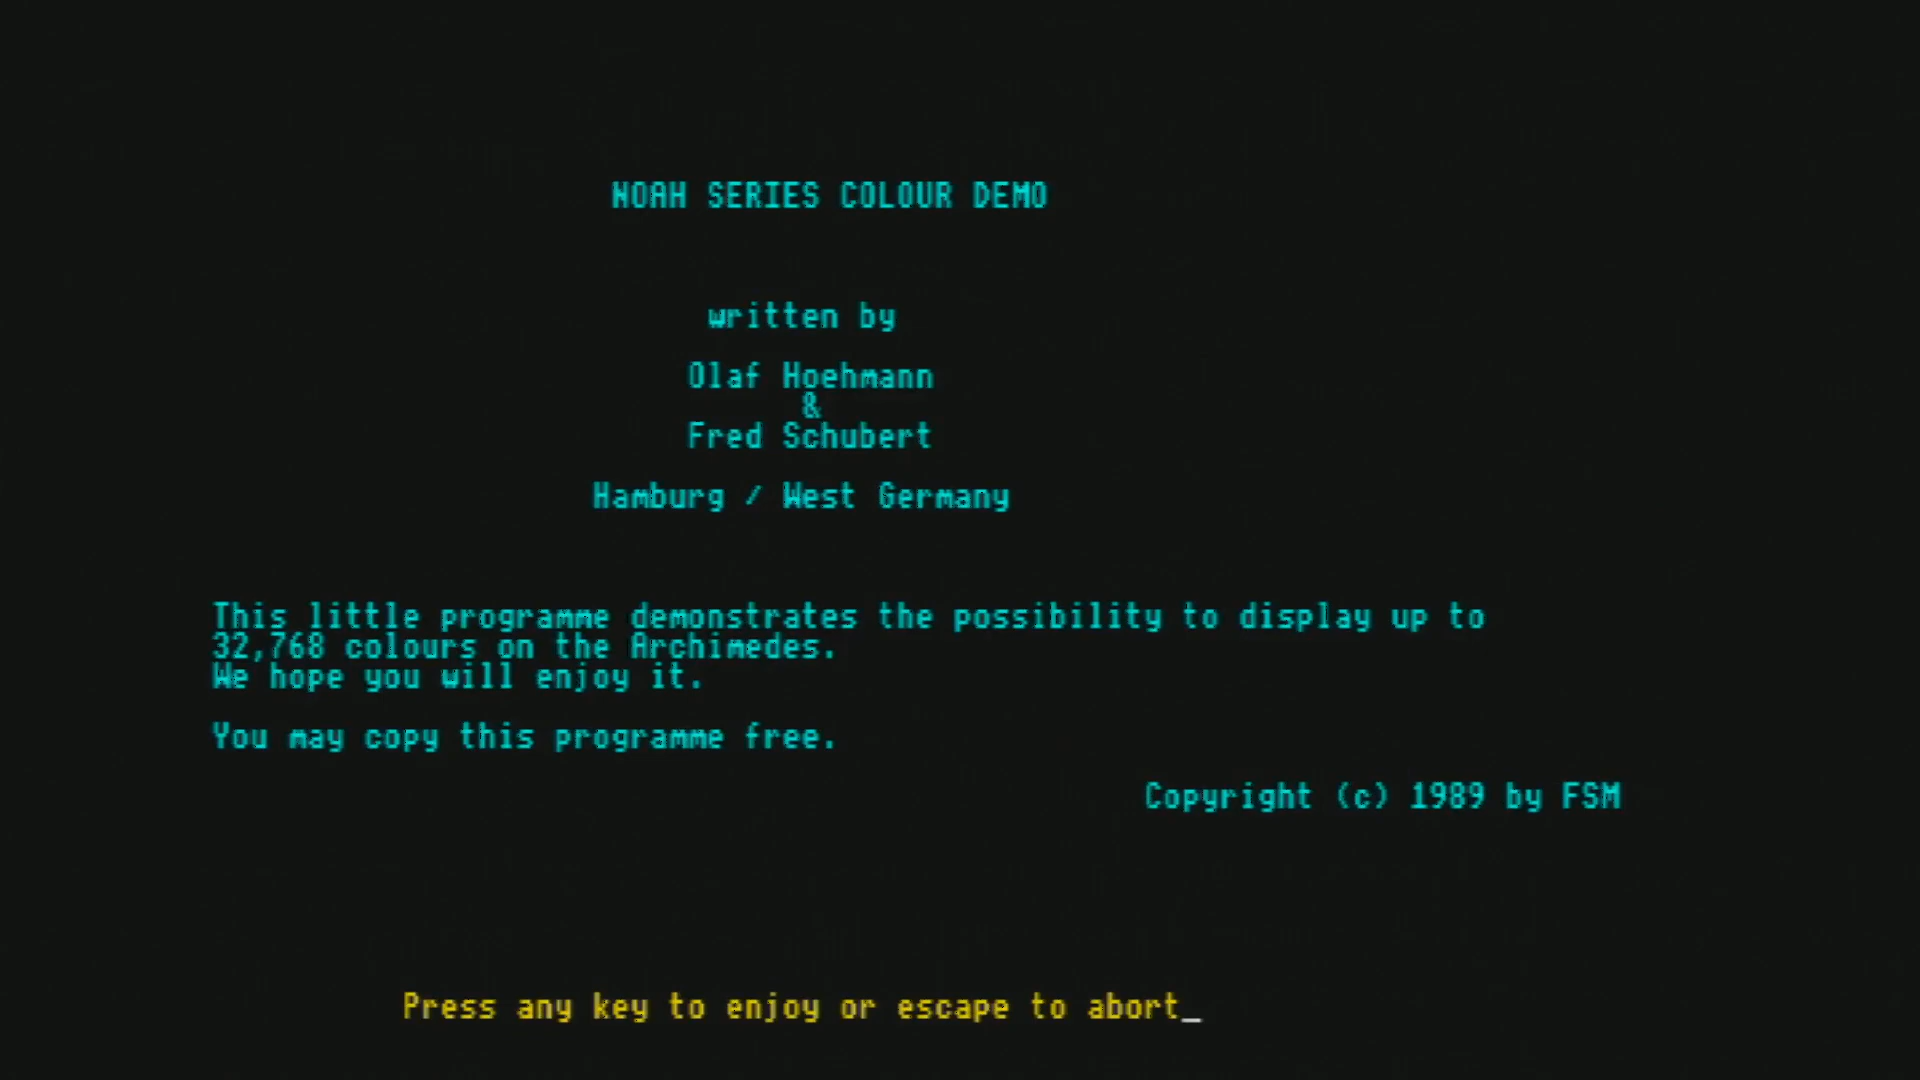 NOAH SERIES COLOUR DEMO
written by
Olaf Hoehmann
&
Fred Schubert
Hamburg / West Germany
This little programme demonstrates the possibility to display up to
32,768 colours on the Archimedes.
We hope you will enjoy it.
You may copy this programme free.
Copyright (c) 1989 by FSM
Press any key to enjoy or escape to abort_